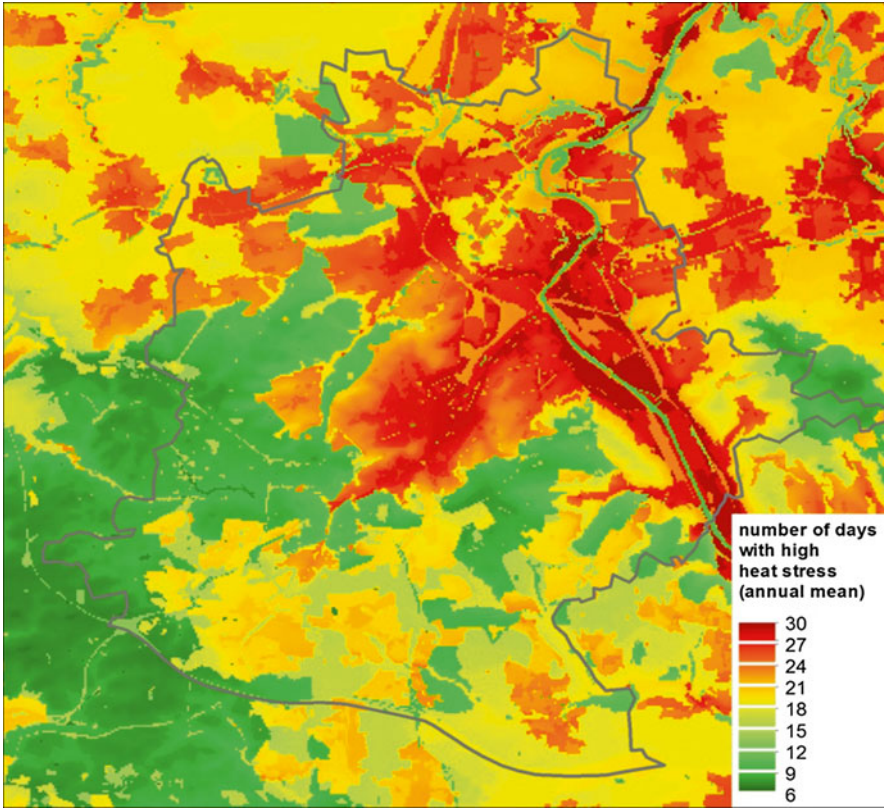 number of days
with high
heat stress
(annual mean)
30
27
24
21
18
15
12
9
6